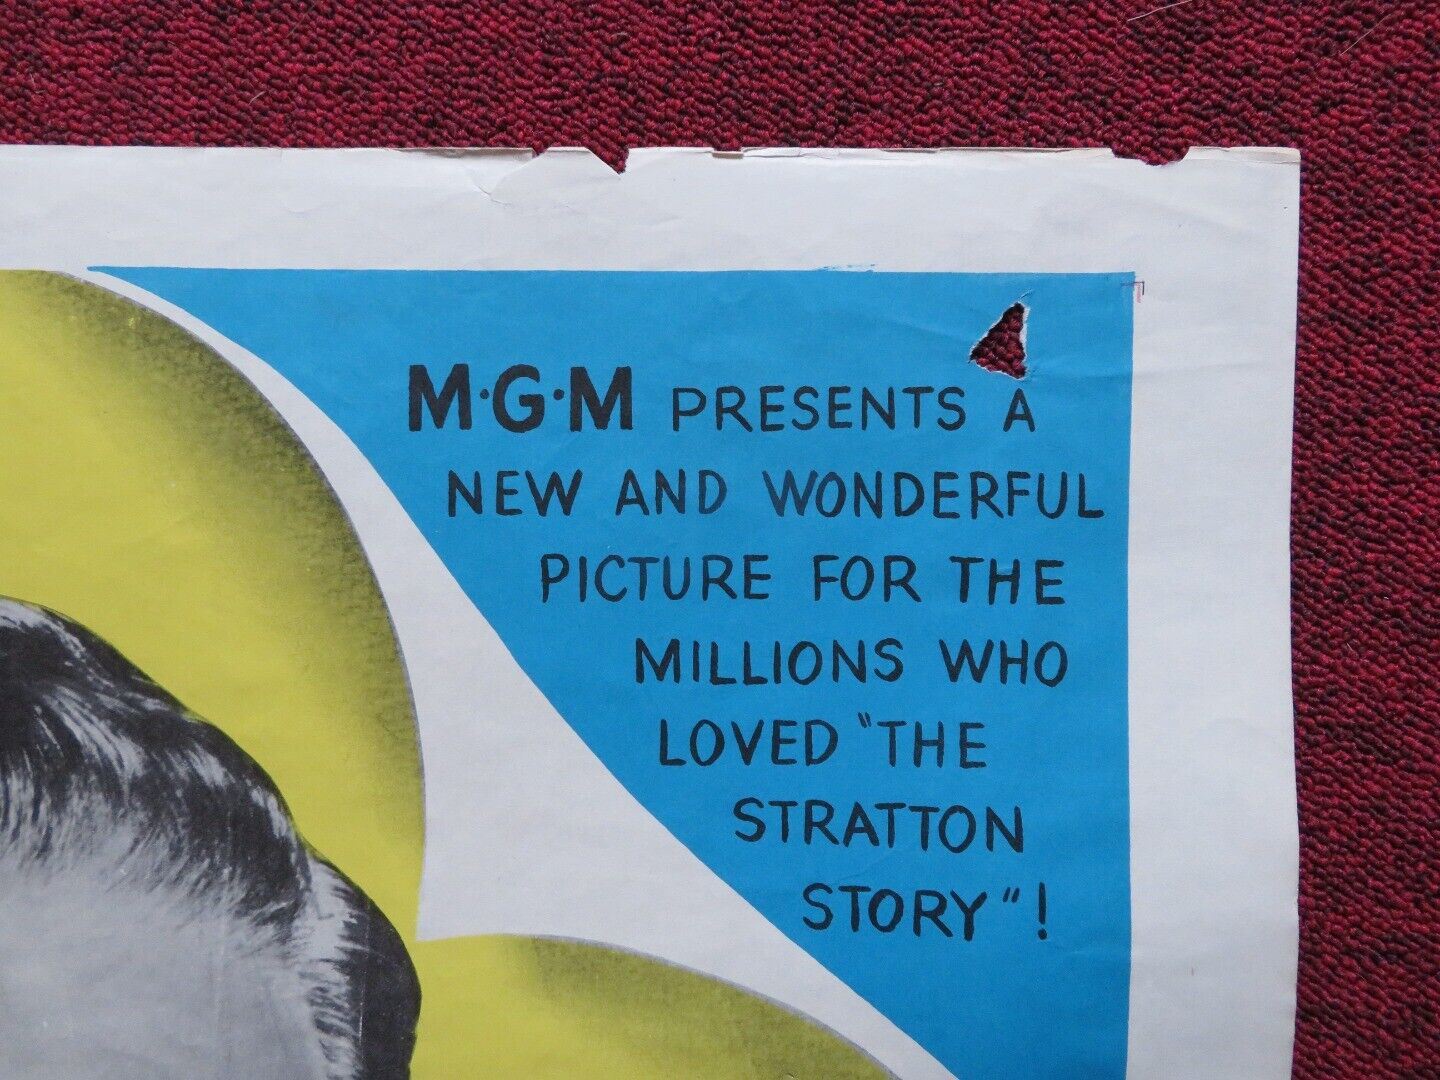 M·G·M PRESENTS A
NEW AND WONDERFUL
PICTURE FOR THE
MILLIONS WHO
LOVED "THE
STRATTON
STORY"!